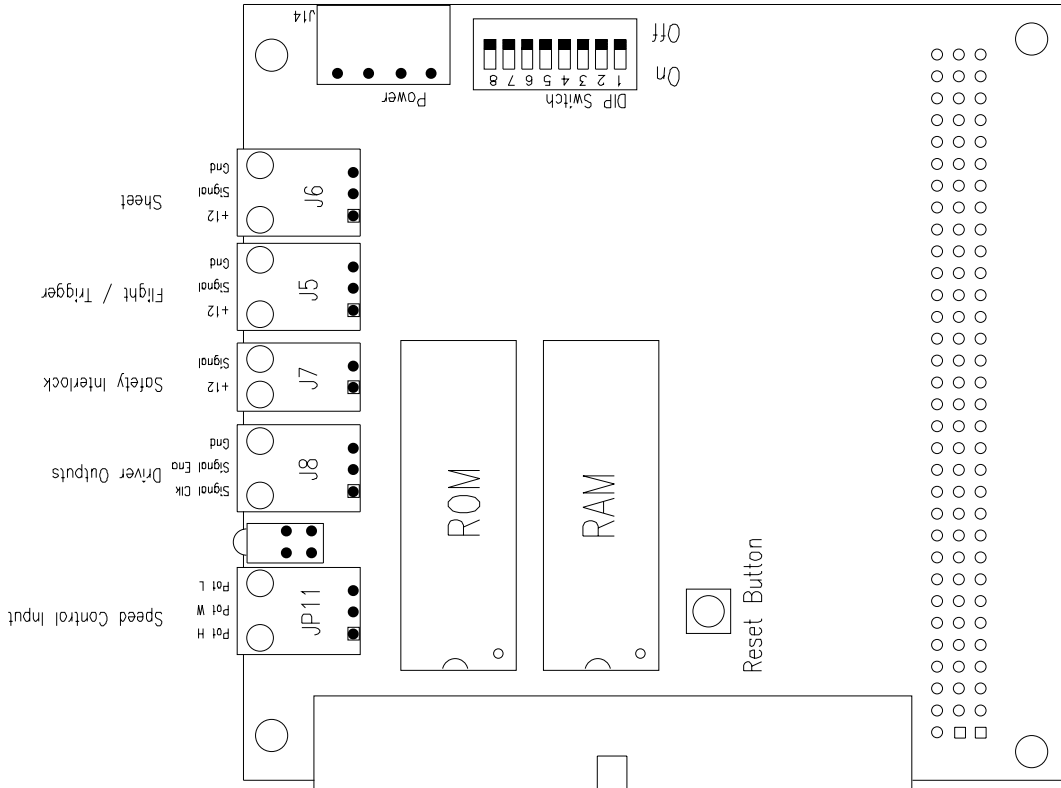 J14
Power
Off
On
8 7 6 5 4 3 2 1
DIP Switch
Sheet
Gnd
Signal
+12
J6
Flight / Trigger
Gnd
Signal
+12
J5
Safety Interlock
Signal
+12
J7
Driver Outputs
Gnd
Signal Ena
Signal Clk
J8
Speed Control Input
Pot L
Pot W
Pot H
JP11
ROM
RAM
Reset Button